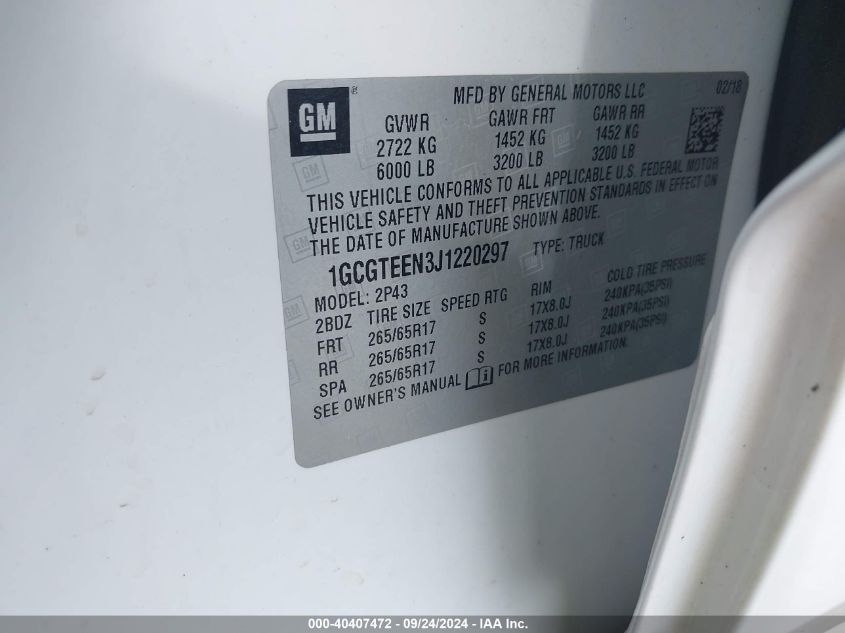 GM ®
MFD BY GENERAL MOTORS LLC 02/18
GVWR GAWR FRT GAWR RR
2722 KG 1452 KG 1452 KG
6000 LB 3200 LB 3200 LB
THIS VEHICLE CONFORMS TO ALL APPLICABLE U.S. FEDERAL MOTOR
VEHICLE SAFETY AND THEFT PREVENTION STANDARDS IN EFFECT ON
THE DATE OF MANUFACTURE SHOWN ABOVE.
1GCGTEEN3J1220297 TYPE: TRUCK
MODEL: 2P43
2BDZ TIRE SIZE SPEED RTG RIM COLD TIRE PRESSURE
FRT 265/65R17 S 17X8.0J 240KPA(35PSI)
RR 265/65R17 S 17X8.0J 240KPA(35PSI)
SPA 265/65R17 S 17X8.0J 240KPA(35PSI)
SEE OWNER'S MANUAL FOR MORE INFORMATION.
000-40407472 - 09/24/2024 - IAA Inc.